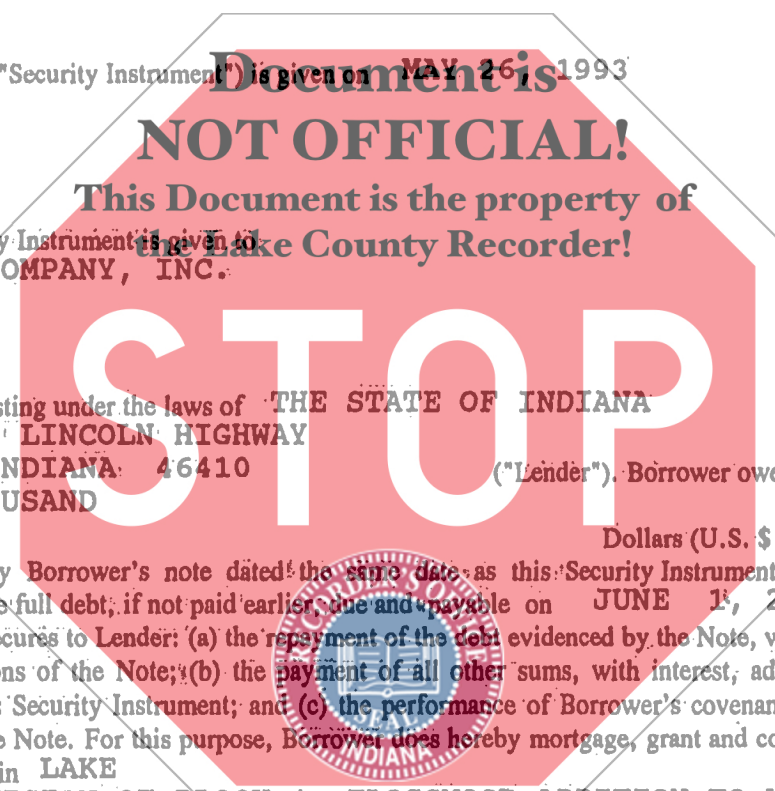 "Security Instrument") is given on MAY 26, 1993
Document is
NOT OFFICIAL!
This Document is the property of
the Lake County Recorder!
y Instrument is given to
OMPANY, INC.
STOP
sting under the laws of THE STATE OF INDIANA
LINCOLN HIGHWAY
NDIANA 46410 ("Lender"). Borrower owe
USAND
Dollars (U.S. $
y Borrower's note dated the same date as this Security Instrument
e full debt, if not paid earlier, due and payable on JUNE 1, 2
cures to Lender: (a) the repayment of the debt evidenced by the Note, w
ons of the Note; (b) the payment of all other sums, with interest, ad
s Security Instrument; and (c) the performance of Borrower's covenan
e Note. For this purpose, Borrower does hereby mortgage, grant and co
in LAKE
RECORDER
SEAL
INDIANA